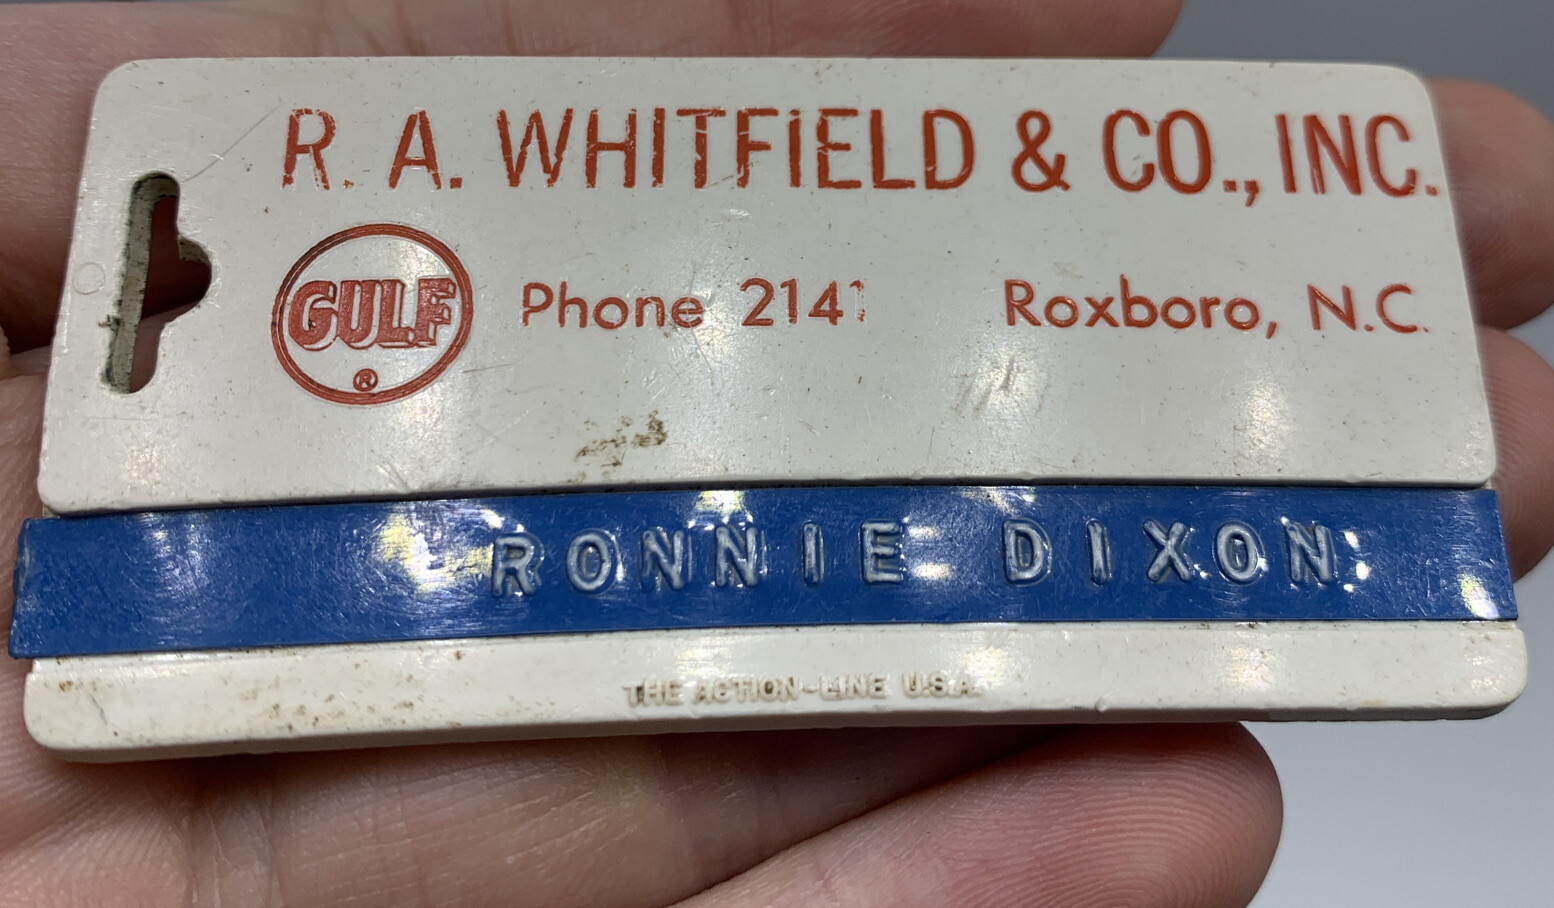 R. A. WHITFIELD & CO., INC.
GULF ®
Phone 2141 Roxboro, N.C.
RONNIE DIXON
THE ACTION-LINE U.S.A.